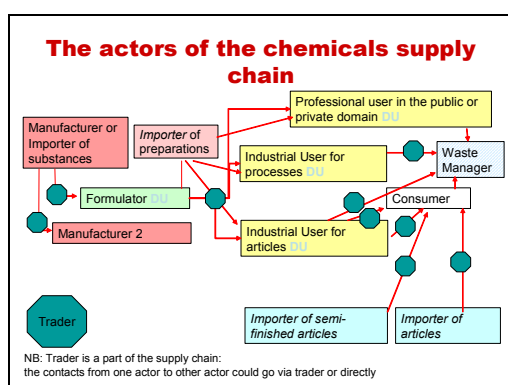 The actors of the chemicals supply
chain
Professional user in the public or
private domain DU
Manufacturer or
Importer of
substances
Importer of
preparations
Industrial User for
processes DU
Waste
Manager
Formulator DU
Consumer
Manufacturer 2
Industrial User for
articles DU
Importer of semi-
finished articles
Importer of
articles
Trader
NB: Trader is a part of the supply chain:
the contacts from one actor to other actor could go via trader or directly